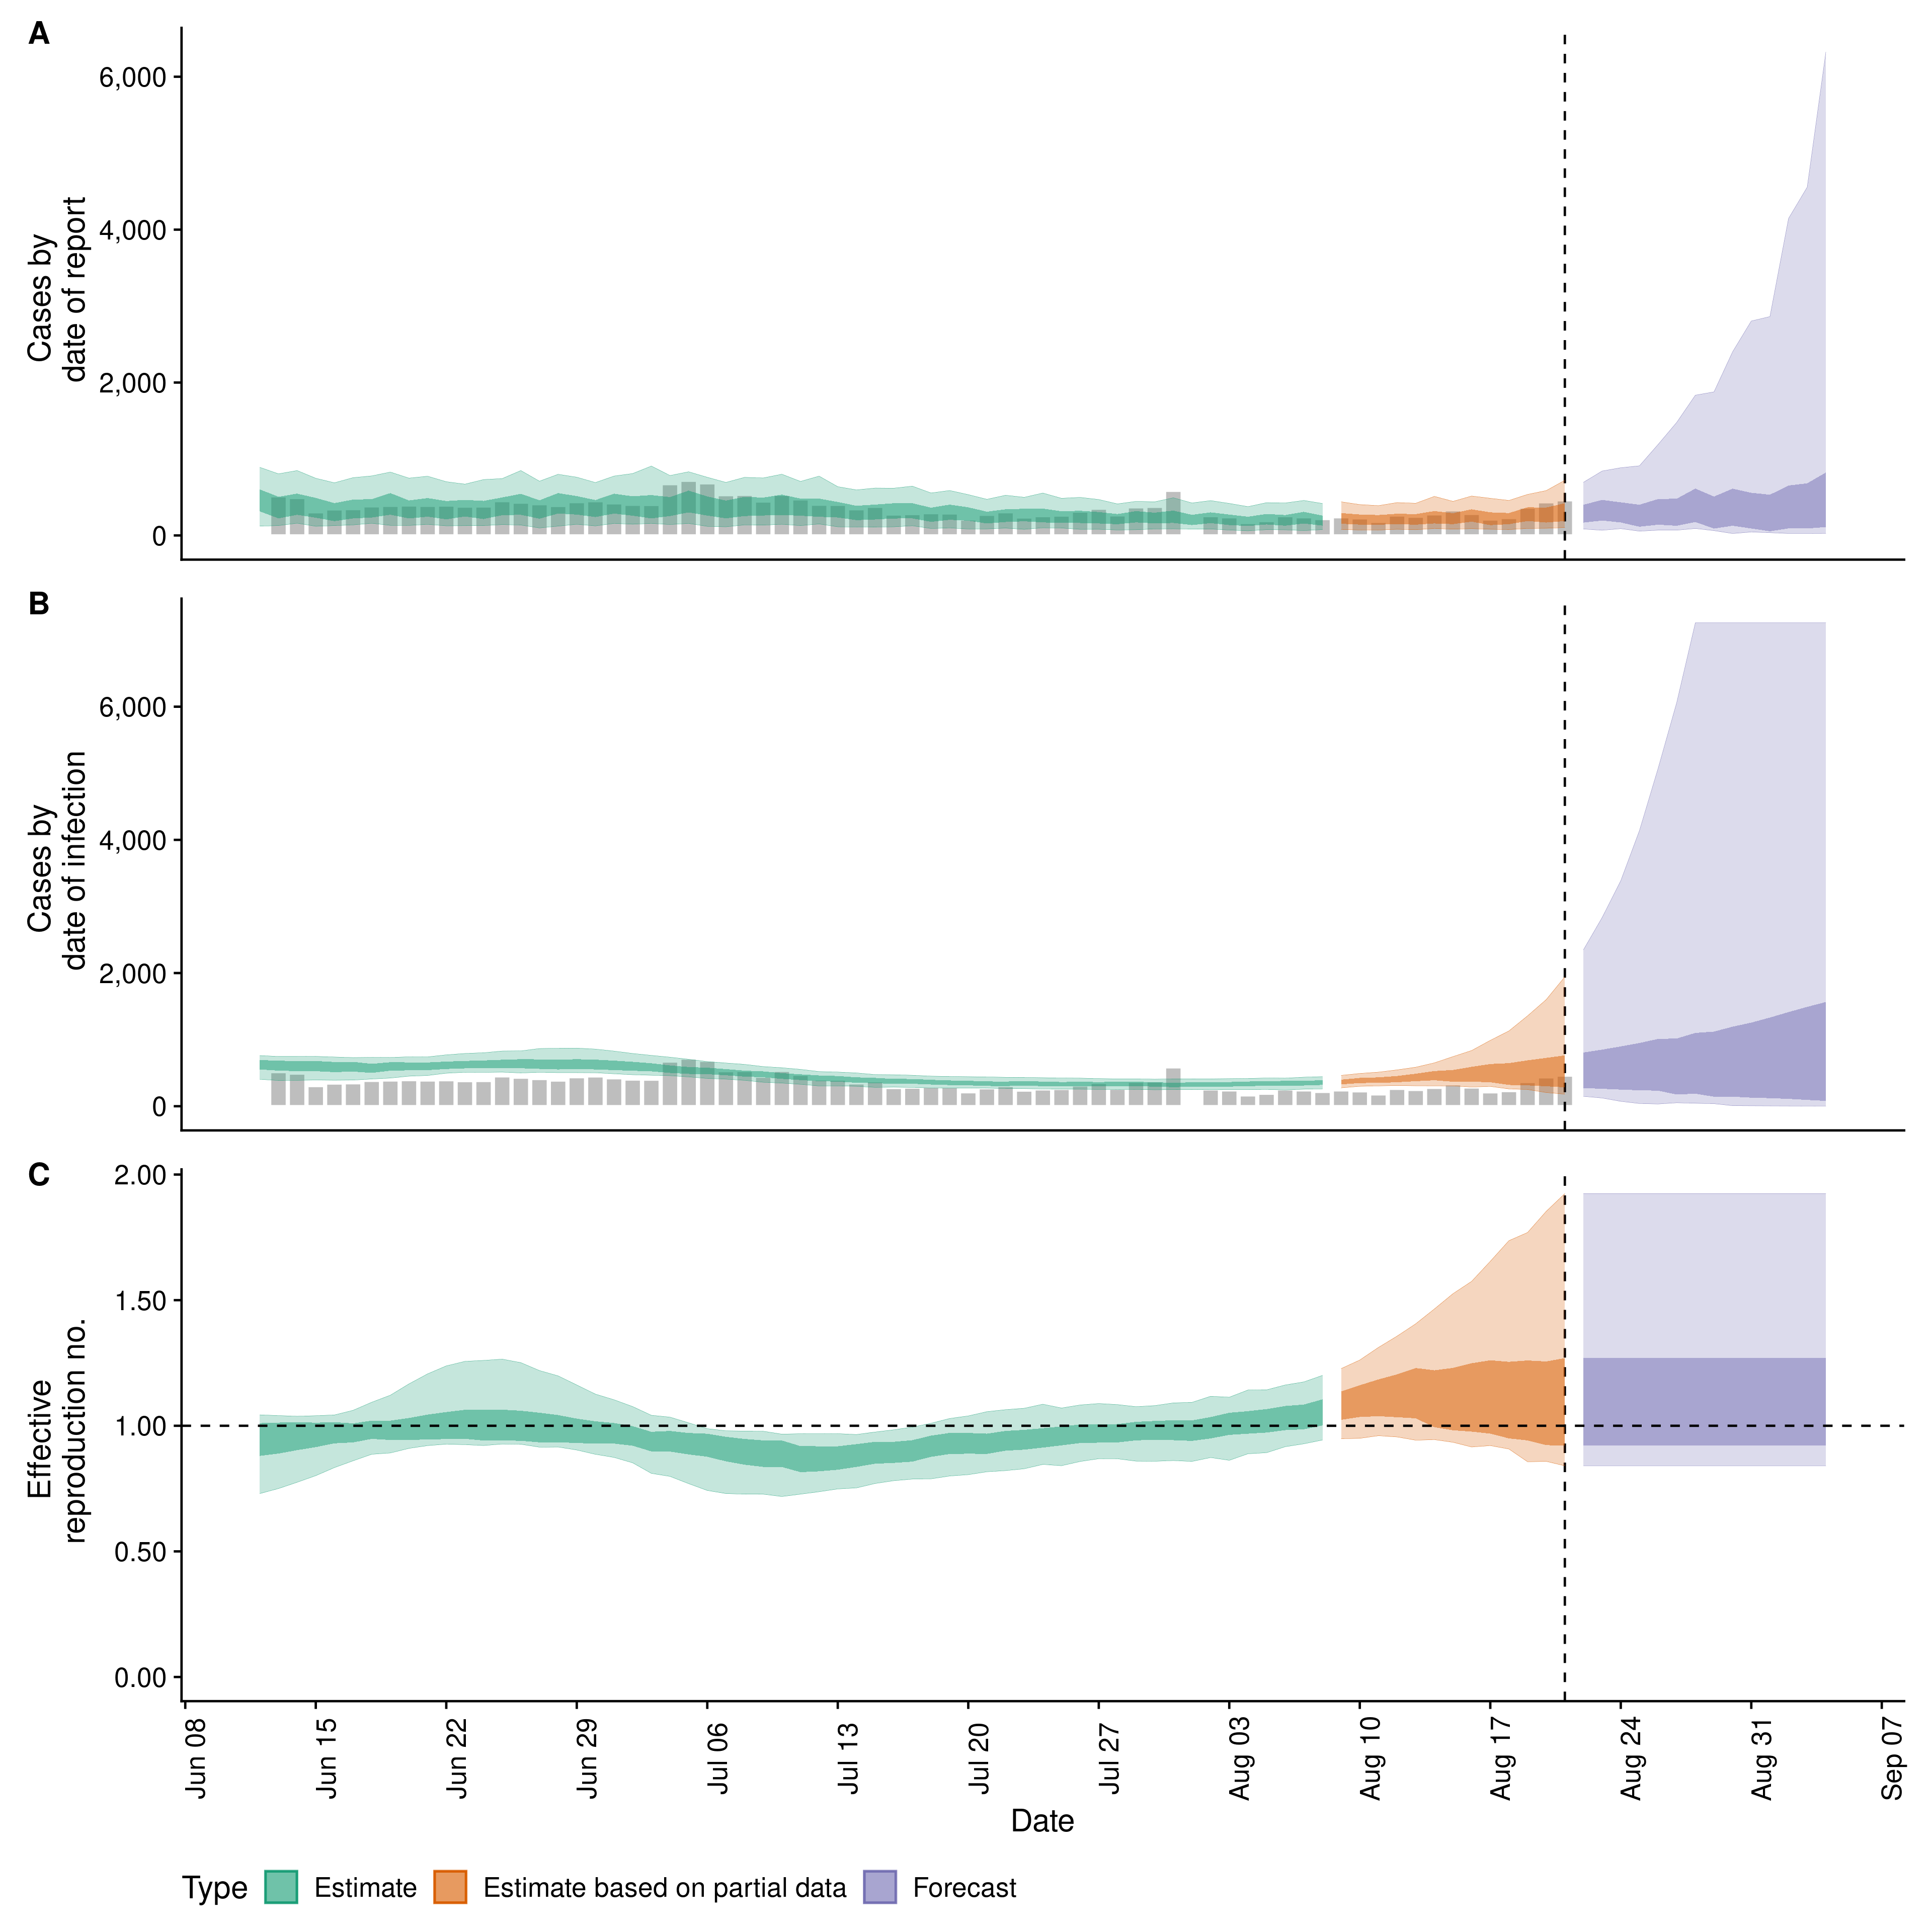 A
Cases by
date of report
6,000
4,000
2,000
0
B
Cases by
date of infection
6,000
4,000
2,000
0
C
Effective
reproduction no.
2.00
1.50
1.00
0.50
0.00
Jun 08
Jun 15
Jun 22
Jun 29
Jul 06
Jul 13
Jul 20
Jul 27
Aug 03
Aug 10
Aug 17
Aug 24
Aug 31
Sep 07
Date
Type Estimate Estimate based on partial data Forecast